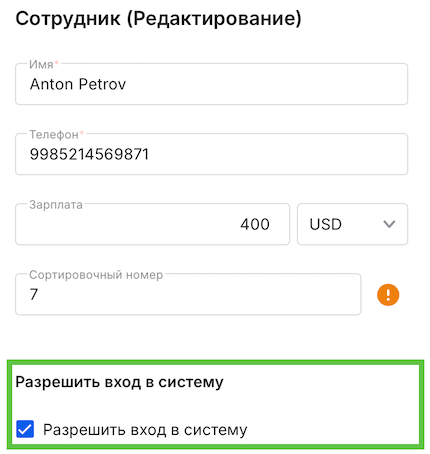 Сотрудник (Редактирование)
Имя*
Anton Petrov
Телефон*
9985214569871
Зарплата
400 USD
Сортировочный номер
7
Разрешить вход в систему
Разрешить вход в систему